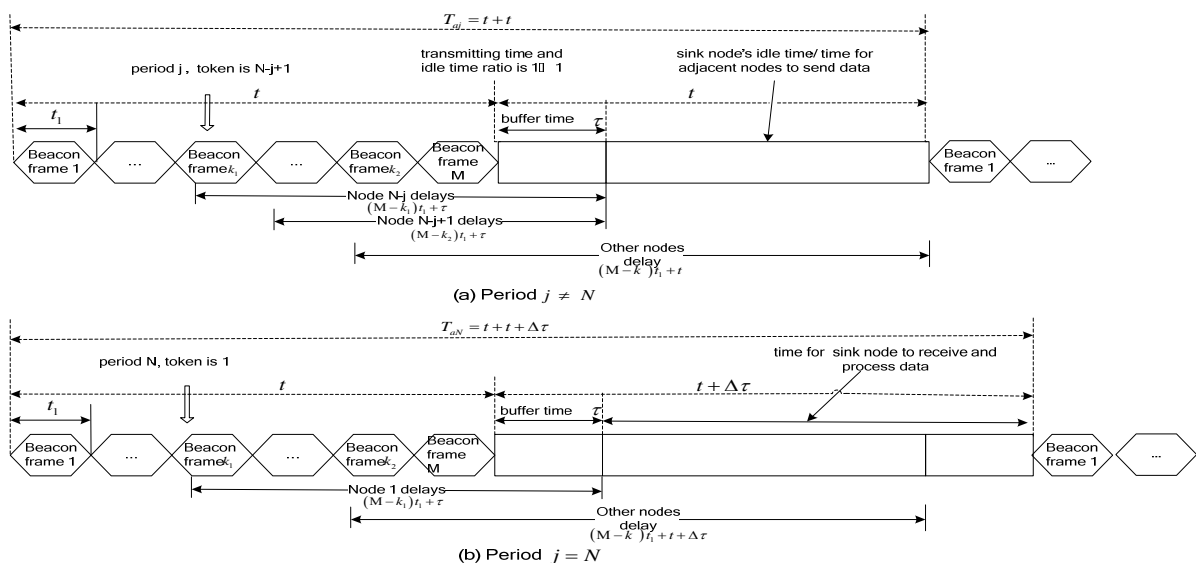 T_{aj} = t + t
transmitting time and
idle time ratio is 1 1
sink node's idle time/ time for
adjacent nodes to send data
period j , token is N-j+1
t
t
t_1
buffer time τ
Beacon
frame 1
...
Beacon
frame k_1
...
Beacon
frame k_2
Beacon
frame
M
Beacon
frame 1
...
Node N-j delays
(M-k_1)t_1+τ
Node N-j+1 delays
(M-k_2)t_1+τ
Other nodes
delay
(M-k )t_1+t
(a) Period j ≠ N
T_{aN} = t + t + Δτ
period N, token is 1
time for sink node to receive and
process data
t
t + Δτ
t_1
buffer time τ
Beacon
frame 1
...
Beacon
frame k_1
...
Beacon
frame k_2
Beacon
frame
M
Beacon
frame 1
...
Node 1 delays
(M-k_1)t_1+τ
Other nodes
delay
(M-k )t_1+t+Δτ
(b) Period j = N